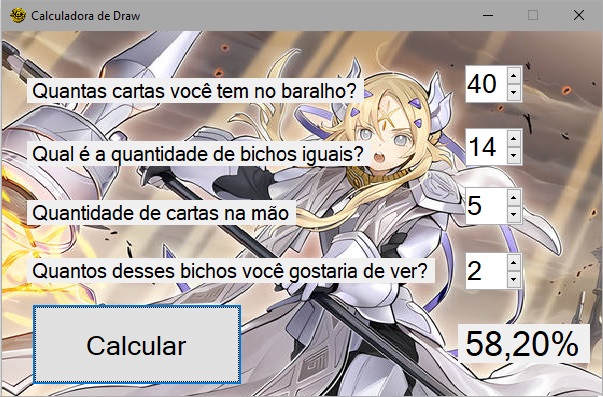 Calculadora de Draw
Quantas cartas você tem no baralho? 40
Qual é a quantidade de bichos iguais? 14
Quantidade de cartas na mão 5
Quantos desses bichos você gostaria de ver? 2
Calcular 58,20%